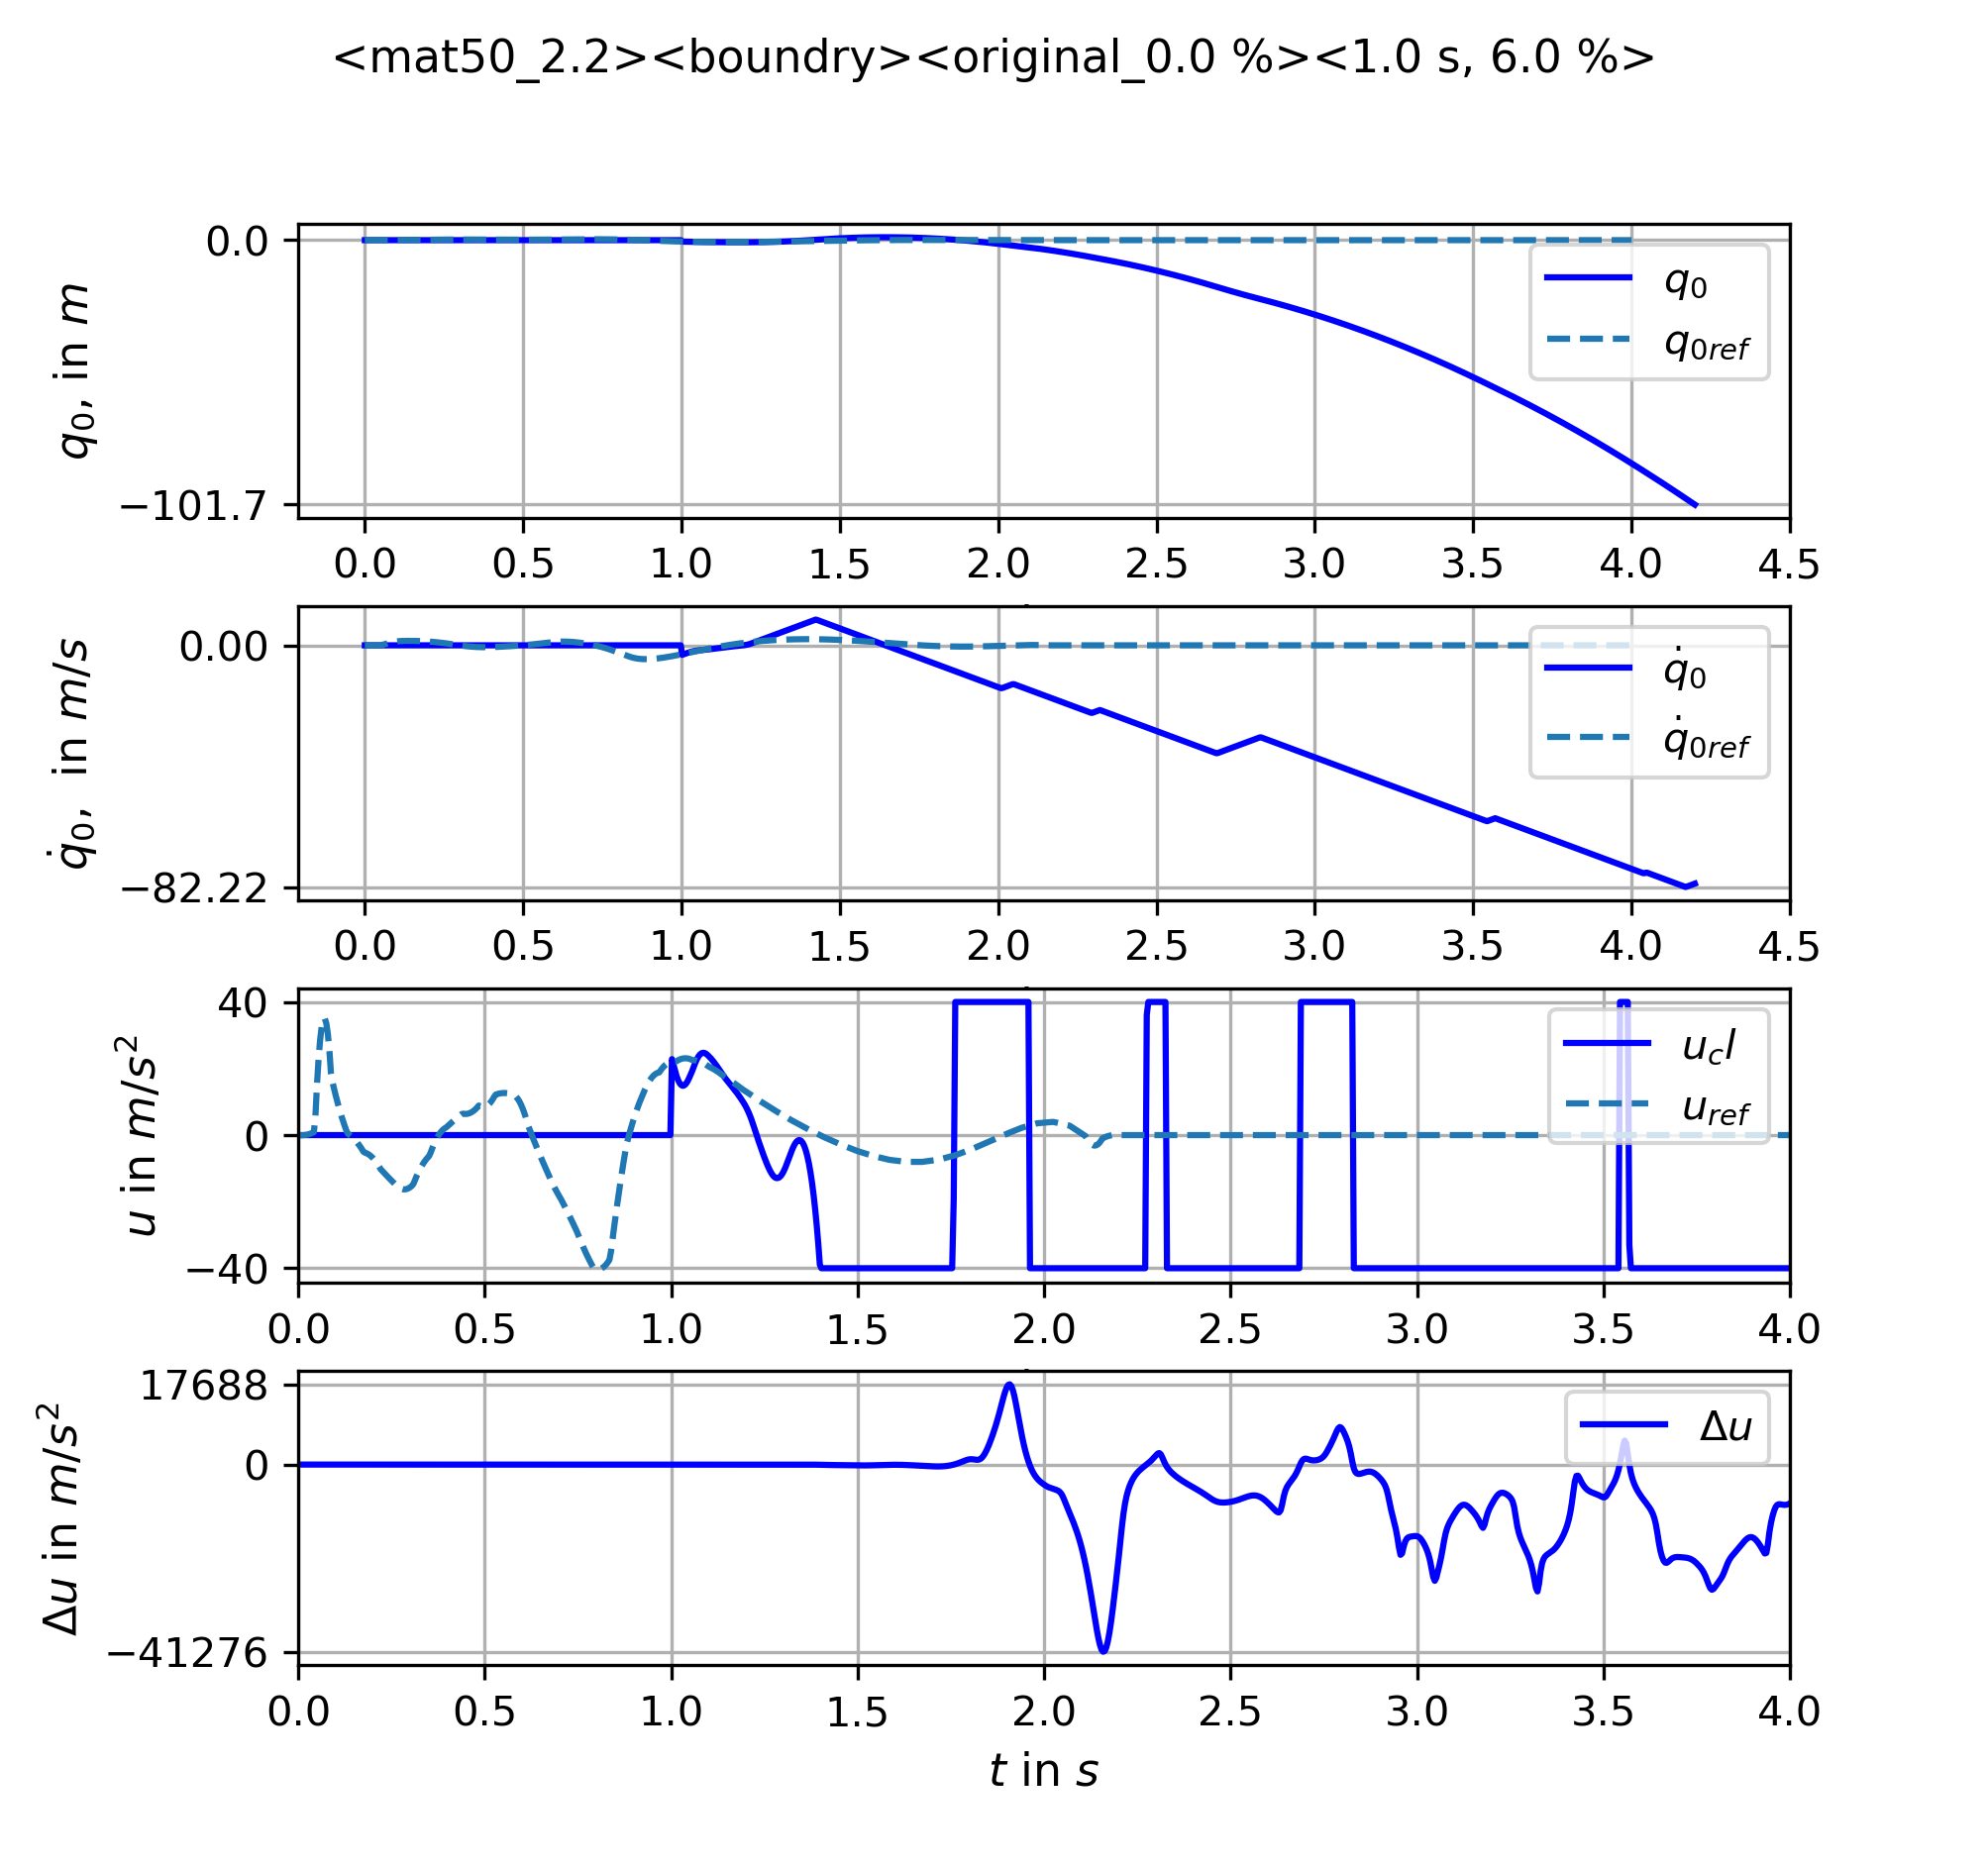 <mat50_2.2><boundry><original_0.0 %><1.0 s, 6.0 %>
q₀, in m
0.0
−101.7
q₀
q₀ref
0.0 0.5 1.0 1.5 2.0 2.5 3.0 3.5 4.0 4.5
q̇₀, in m/s
0.00
−82.22
q̇₀
q̇₀ref
0.0 0.5 1.0 1.5 2.0 2.5 3.0 3.5 4.0 4.5
u in m/s²
40
0
−40
u_cl
u_ref
0.0 0.5 1.0 1.5 2.0 2.5 3.0 3.5 4.0
Δu in m/s²
17688
0
−41276
Δu
0.0 0.5 1.0 1.5 2.0 2.5 3.0 3.5 4.0
t in s